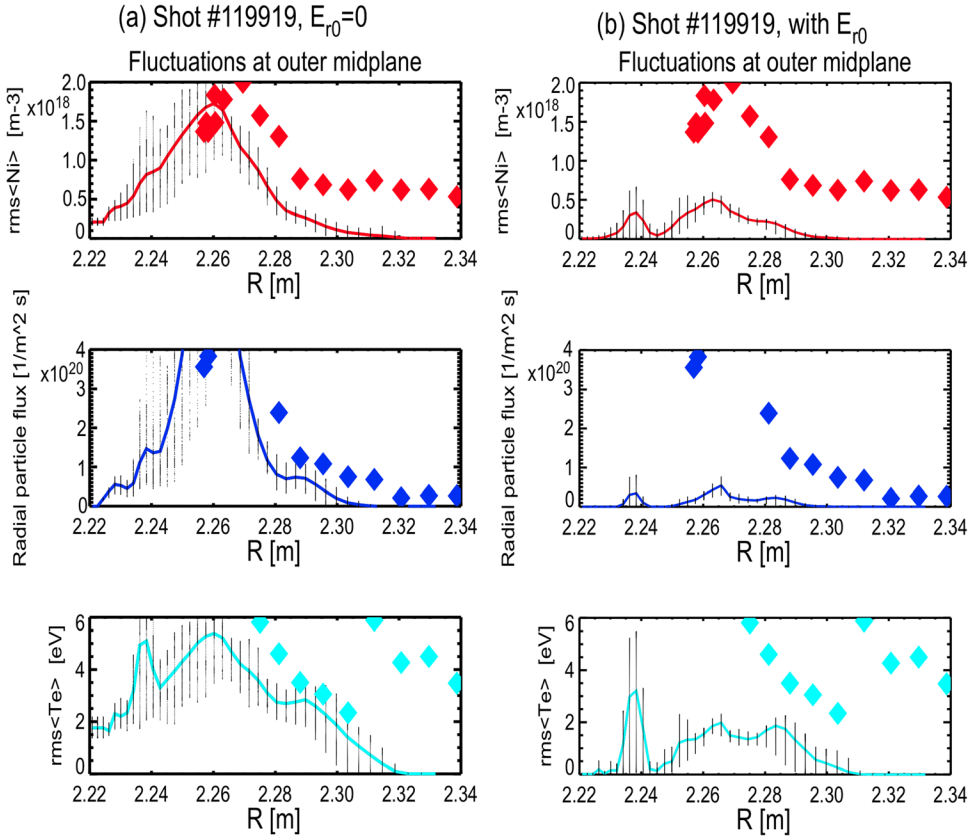 (a) Shot #119919, E_r0=0
Fluctuations at outer midplane
2.0
x10^18
1.5
1.0
0.5
0
rms<Ni> [m-3]
2.22 2.24 2.26 2.28 2.30 2.32 2.34
R [m]
4
x10^20
3
2
1
0
Radial particle flux [1/m^2 s]
2.22 2.24 2.26 2.28 2.30 2.32 2.34
R [m]
6
4
2
0
rms<Te> [eV]
2.22 2.24 2.26 2.28 2.30 2.32 2.34
R [m]
(b) Shot #119919, with E_r0
Fluctuations at outer midplane
2.0
x10^18
1.5
1.0
0.5
0
rms<Ni> [m-3]
2.22 2.24 2.26 2.28 2.30 2.32 2.34
R [m]
4
x10^20
3
2
1
0
Radial particle flux [1/m^2 s]
2.22 2.24 2.26 2.28 2.30 2.32 2.34
R [m]
6
4
2
0
rms<Te> [eV]
2.22 2.24 2.26 2.28 2.30 2.32 2.34
R [m]